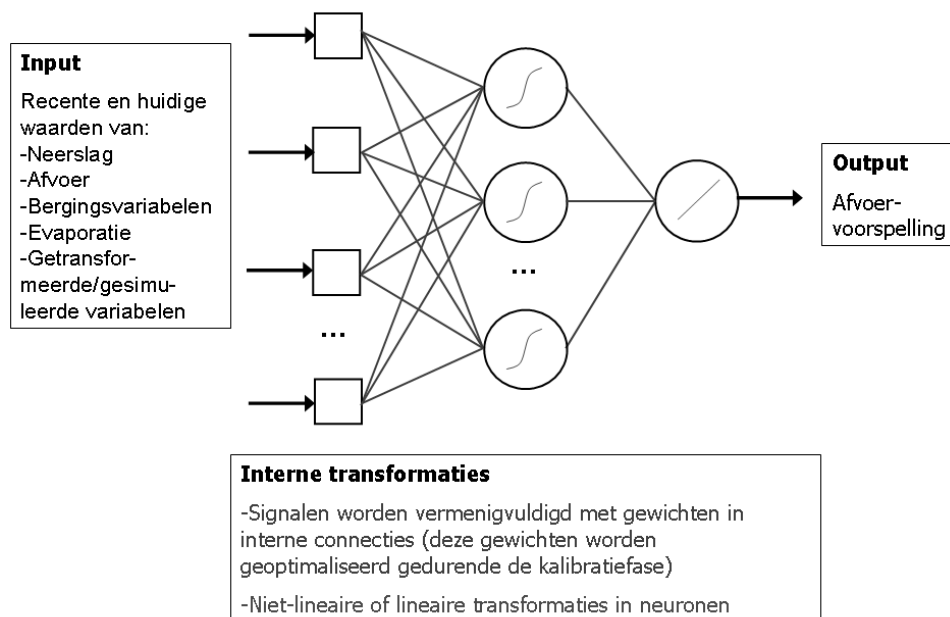 Input
Recente en huidige
waarden van:
-Neerslag
-Afvoer
-Bergingsvariabelen
-Evaporatie
-Getransfor-
meerde/gesimu-
leerde variabelen
...
...
Output
Afvoer-
voorspelling
Interne transformaties
-Signalen worden vermenigvuldigd met gewichten in
interne connecties (deze gewichten worden
geoptimaliseerd gedurende de kalibratiefase)
-Niet-lineaire of lineaire transformaties in neuronen